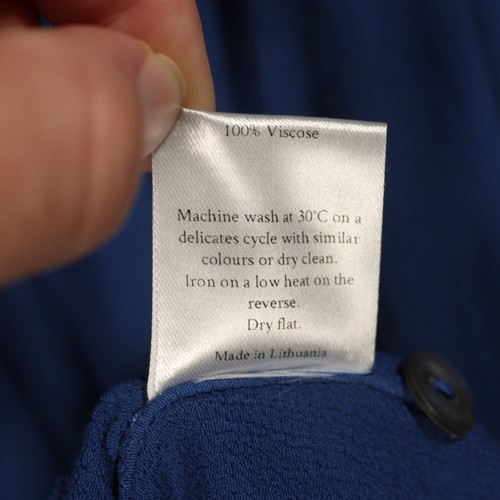 100% Viscose
Machine wash at 30°C on a
delicates cycle with similar
colours or dry clean.
Iron on a low heat on the
reverse.
Dry flat.
Made in Lithuania